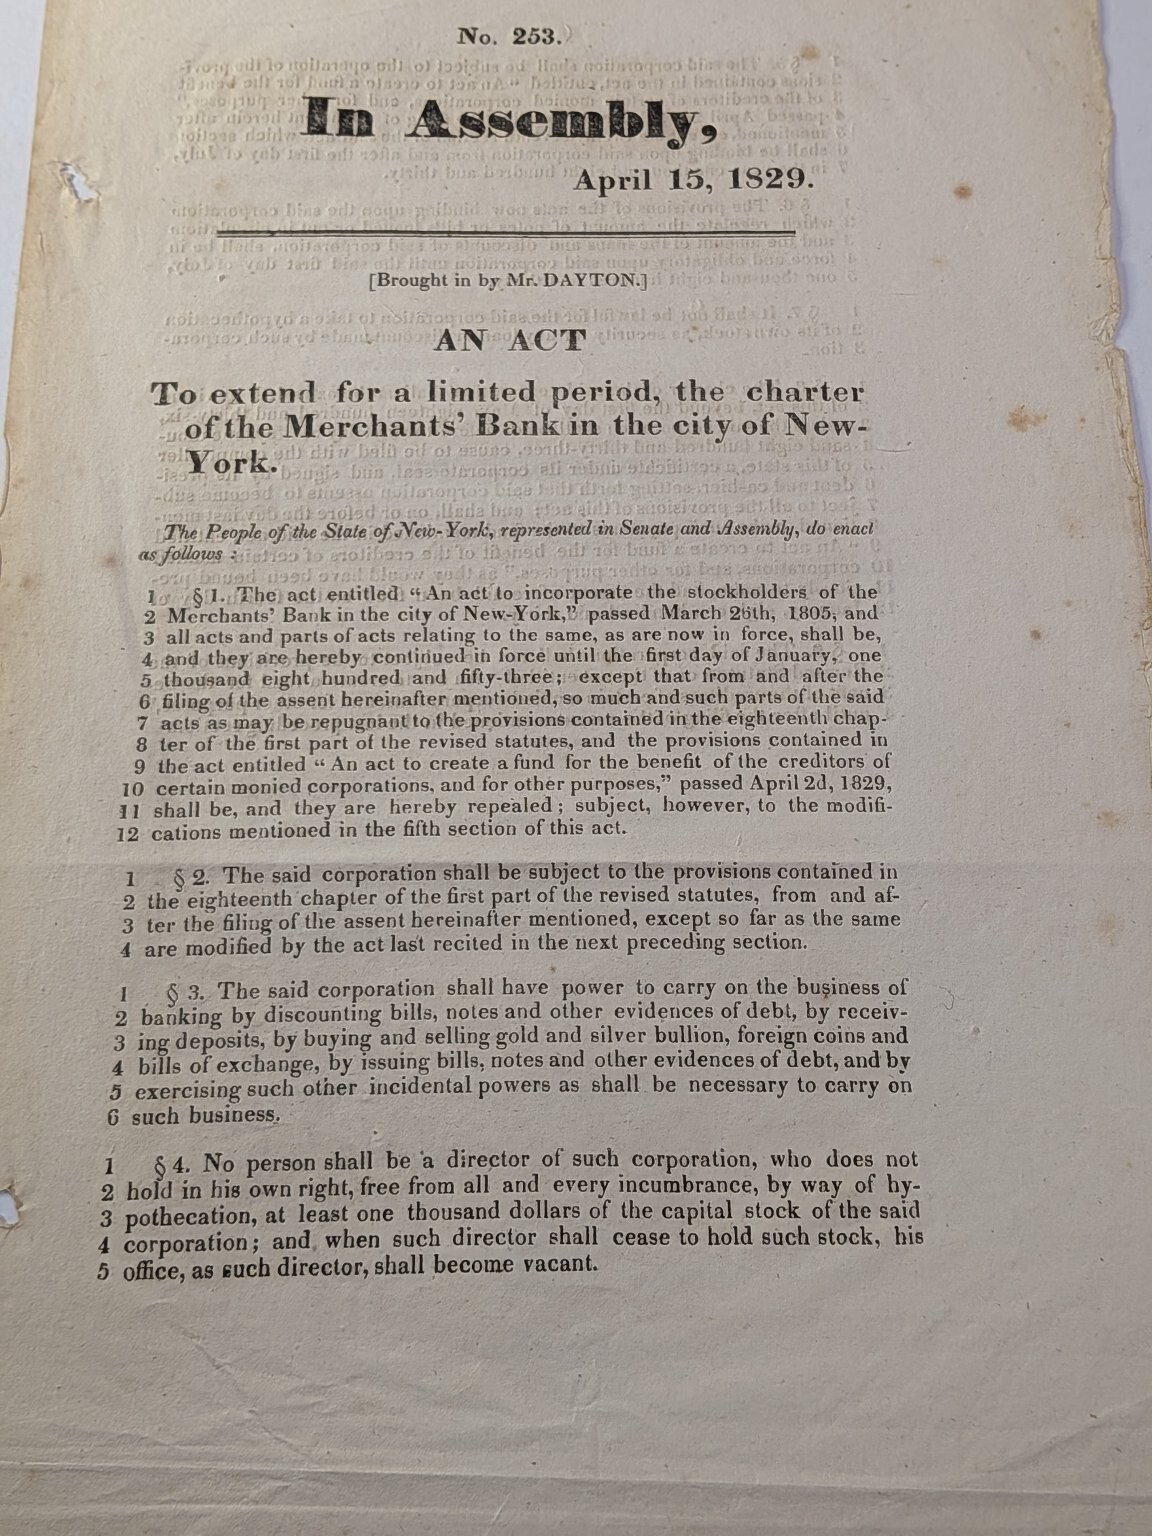 No. 253.
In Assembly,
April 15, 1829.
[Brought in by Mr. DAYTON.]
AN ACT
To extend for a limited period, the charter
of the Merchants' Bank in the city of New-
York.
The People of the State of New-York, represented in Senate and Assembly, do enact
as follows :
1 § 1. The act entitled “An act to incorporate the stockholders of the
2 Merchants' Bank in the city of New-York,” passed March 26th, 1805, and
3 all acts and parts of acts relating to the same, as are now in force, shall be,
4 and they are hereby continued in force until the first day of January, one
5 thousand eight hundred and fifty-three; except that from and after the
6 filing of the assent hereinafter mentioned, so much and such parts of the said
7 acts as may be repugnant to the provisions contained in the eighteenth chap-
8 ter of the first part of the revised statutes, and the provisions contained in
9 the act entitled “ An act to create a fund for the benefit of the creditors of
10 certain monied corporations, and for other purposes,” passed April 2d, 1829,
11 shall be, and they are hereby repealed ; subject, however, to the modifi-
12 cations mentioned in the fifth section of this act.
1 § 2. The said corporation shall be subject to the provisions contained in
2 the eighteenth chapter of the first part of the revised statutes, from and af-
3 ter the filing of the assent hereinafter mentioned, except so far as the same
4 are modified by the act last recited in the next preceding section.
1 § 3. The said corporation shall have power to carry on the business of
2 banking by discounting bills, notes and other evidences of debt, by receiv-
3 ing deposits, by buying and selling gold and silver bullion, foreign coins and
4 bills of exchange, by issuing bills, notes and other evidences of debt, and by
5 exercising such other incidental powers as shall be necessary to carry on
6 such business.
1 § 4. No person shall be a director of such corporation, who does not
2 hold in his own right, free from all and every incumbrance, by way of hy-
3 pothecation, at least one thousand dollars of the capital stock of the said
4 corporation; and when such director shall cease to hold such stock, his
5 office, as such director, shall become vacant.